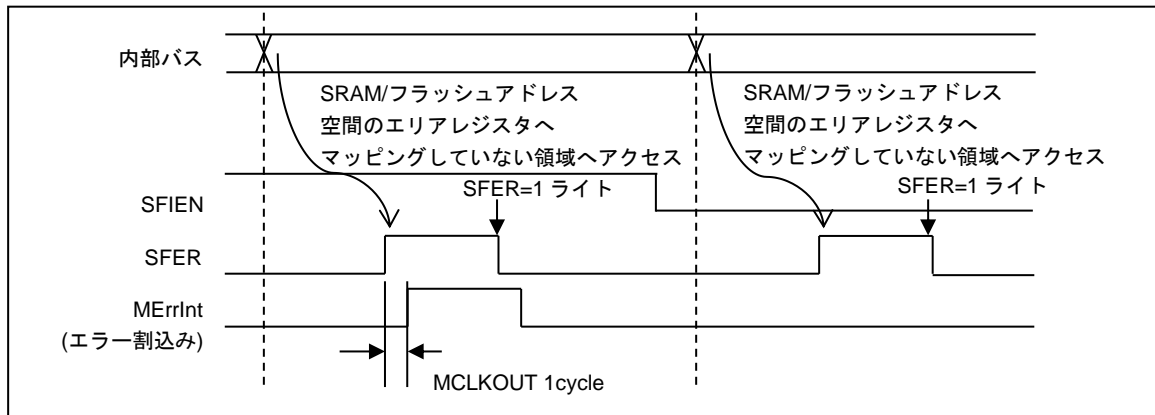 内部バス
SRAM/フラッシュアドレス
空間のエリアレジスタへ
マッピングしていない領域へアクセス
SRAM/フラッシュアドレス
空間のエリアレジスタへ
マッピングしていない領域へアクセス
SFER=1 ライト
SFER=1 ライト
SFIEN
SFER
MErrInt
(エラー割込み)
MCLKOUT 1cycle